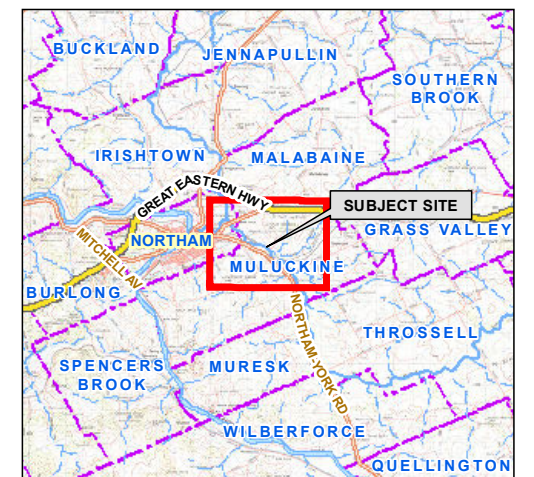 BUCKLAND
JENNAPULLIN
SOUTHERN
BROOK
IRISHTOWN
MALABAINE
GREAT EASTERN HWY
SUBJECT SITE
GRASS VALLEY
NORTHAM
MITCHELL AV
MULUCKINE
BURLONG
NORTHAM-YORK RD
THROSSELL
SPENCERS
BROOK
MURESK
WILBERFORCE
QUELLINGTON